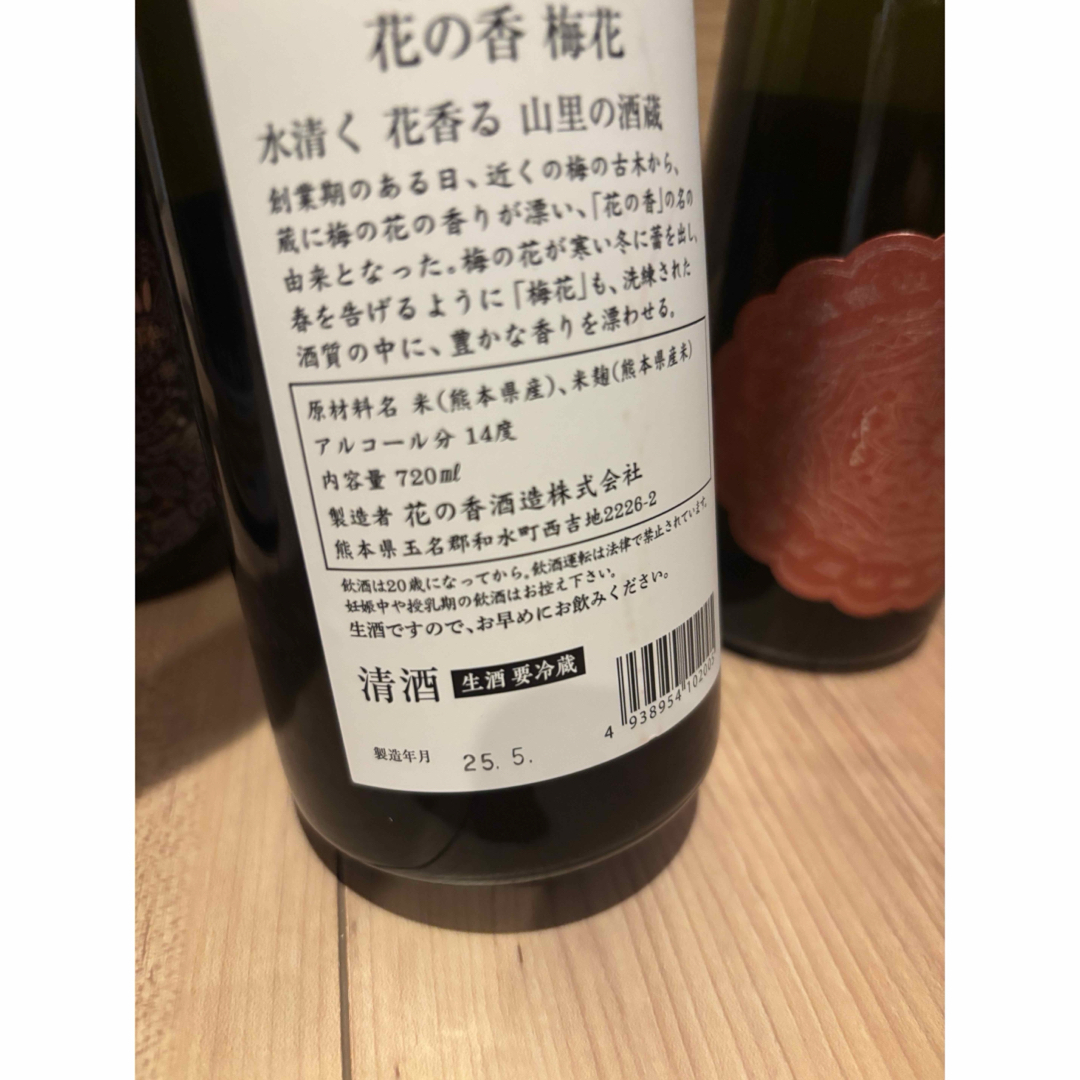 花の香 梅花
水清く 花香る 山里の酒蔵
創業期のある日、近くの梅の古木から、
蔵に梅の花の香りが漂い、「花の香」の名の
由来となった。梅の花が寒い冬に蕾を出し、
春を告げるように「梅花」も、洗練された
酒質の中に、豊かな香りを漂わせる。
原材料名 米(熊本県産)、米麹(熊本県産米)
アルコール分 14度
内容量 720ml
製造者 花の香酒造株式会社
熊本県玉名郡和水町西吉地2226-2
飲酒は20歳になってから。飲酒運転は法律で禁止されています。
妊娠中や授乳期の飲酒はお控え下さい。
生酒ですので、お早めにお飲みください。
清酒 生酒 要冷蔵
4 938954 102005
製造年月 25. 5.